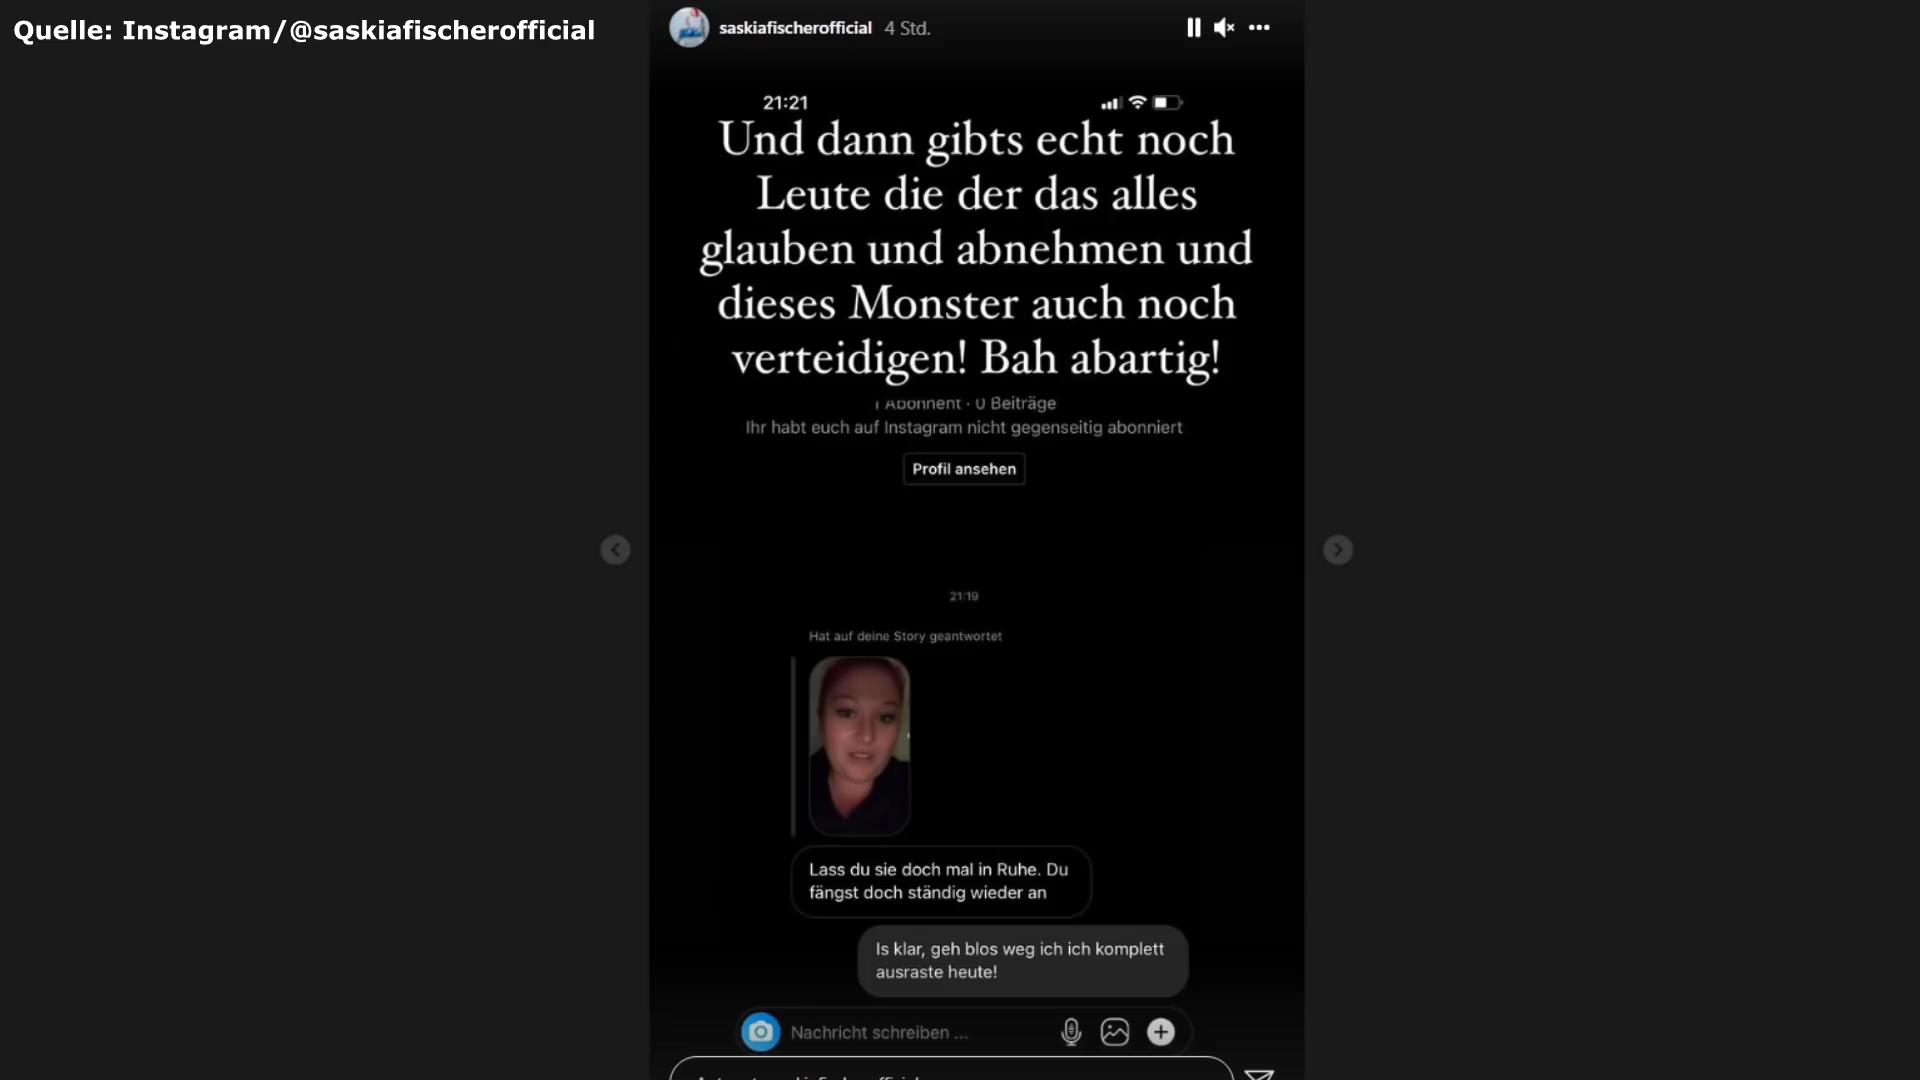 Quelle: Instagram/@saskiafischerofficial
saskiafischerofficial 4 Std.
21:21
Und dann gibts echt noch
Leute die der das alles
glauben und abnehmen und
dieses Monster auch noch
verteidigen! Bah abartig!
1 Abonnent · 0 Beiträge
Ihr habt euch auf Instagram nicht gegenseitig abonniert
Profil ansehen
21:19
Hat auf deine Story geantwortet
Lass du sie doch mal in Ruhe. Du
fängst doch ständig wieder an
Is klar, geh blos weg ich ich komplett
ausraste heute!
Nachricht schreiben ...